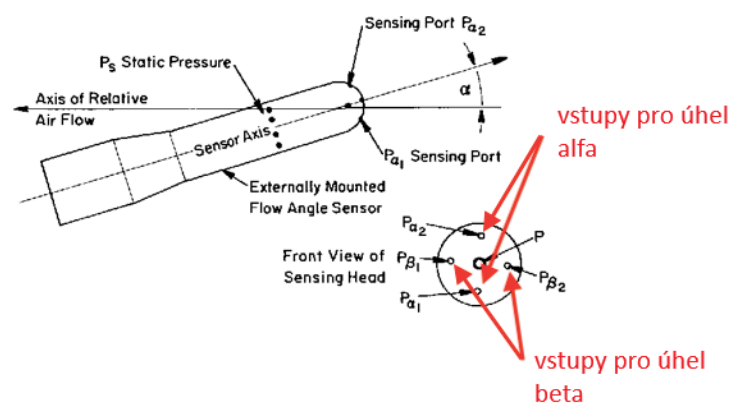 Sensing Port Pα2
PS Static Pressure
α
Axis of Relative
Air Flow
Sensor Axis
Pα1 Sensing Port
Externally Mounted
Flow Angle Sensor
vstupy pro úhel
alfa
Pα2
P
Front View of
Sensing Head
Pβ1
Pβ2
Pα1
vstupy pro úhel
beta